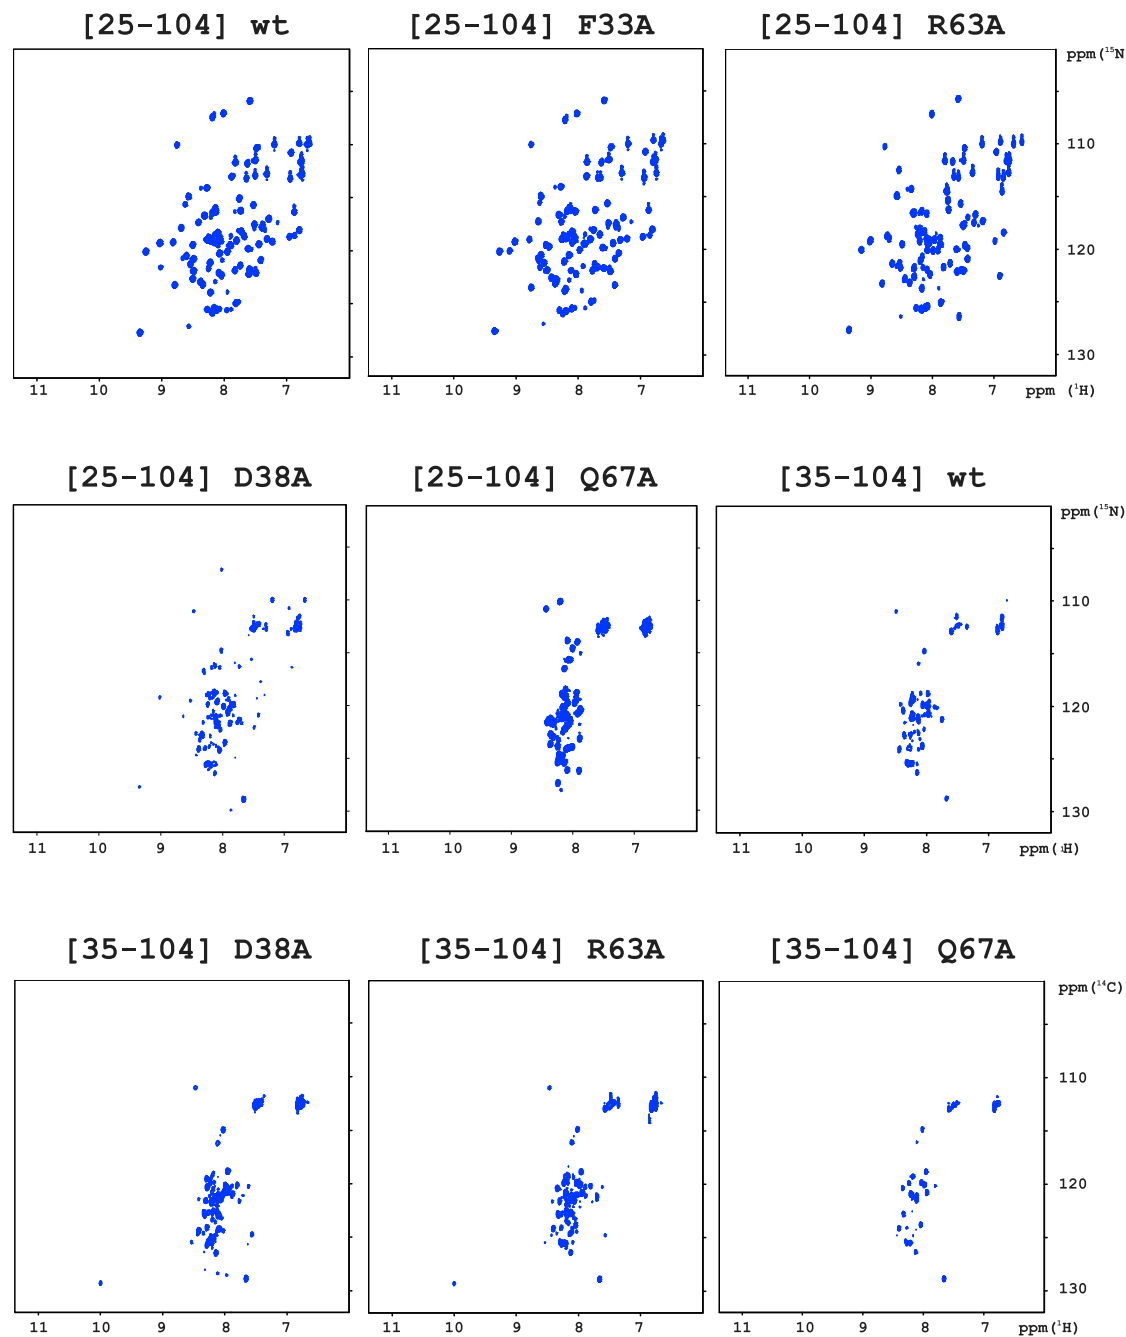 [25-104] wt [25-104] F33A [25-104] R63A
ppm(¹⁵N
110
120
130
11 10 9 8 7 11 10 9 8 7 11 10 9 8 7 ppm (¹H)
[25-104] D38A [25-104] Q67A [35-104] wt
ppm(¹⁵N)
110
120
130
11 10 9 8 7 11 10 9 8 7 11 10 9 8 7 ppm(¹H)
[35-104] D38A [35-104] R63A [35-104] Q67A
ppm(¹⁴C)
110
120
130
11 10 9 8 7 11 10 9 8 7 11 10 9 8 7 ppm(¹H)